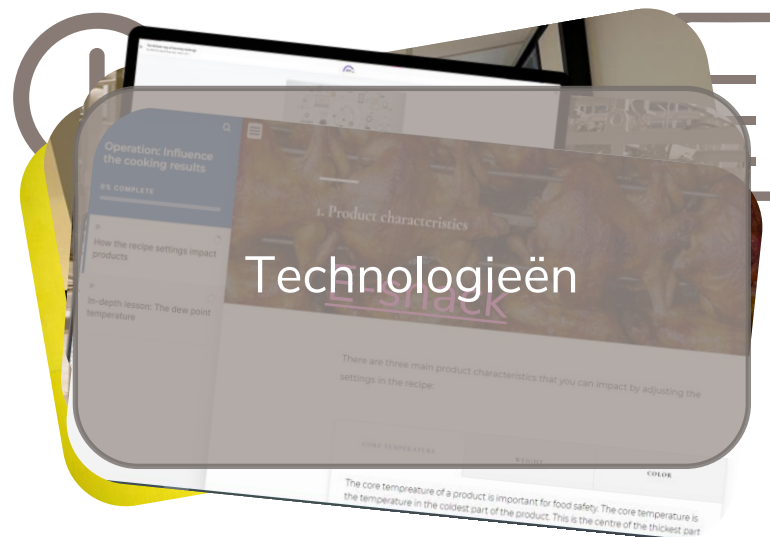 Operation: Influence
the cooking results
0% COMPLETE
How the recipe settings impact
products
In-depth lesson: The dew point
temperature
1. Product characteristics
Technologieën
E-snack
There are three main product characteristics that you can impact by adjusting the
settings in the recipe:
CORE TEMPERATURE
WEIGHT
COLOR
The core tempreature of a product is important for food safety. The core temperature is
the temperature in the coldest part of the product. This is the centre of the thickest part